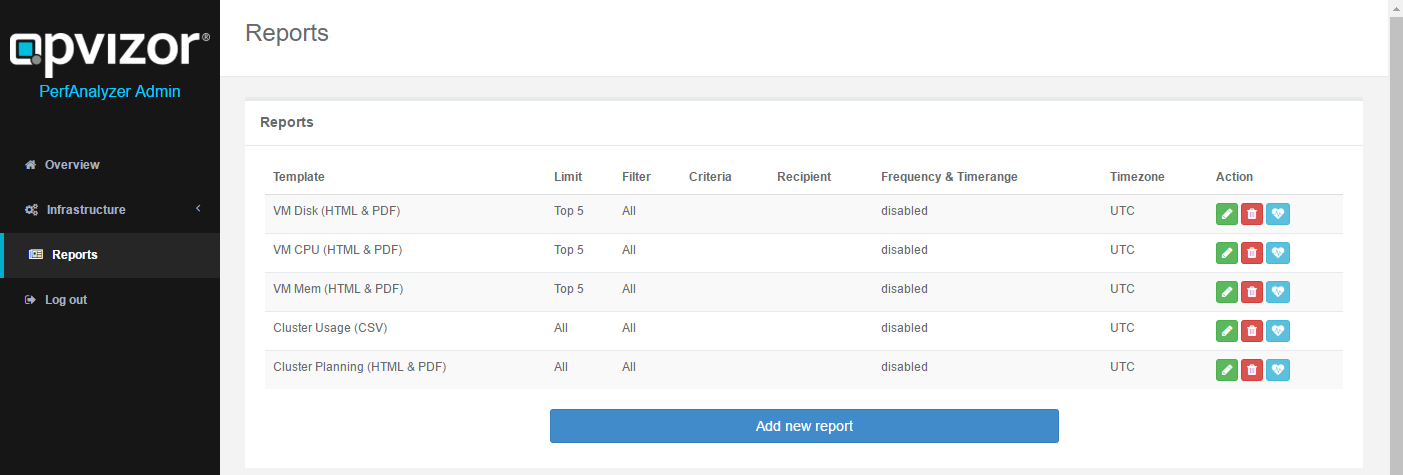 opvizor®
PerfAnalyzer Admin
Overview
Infrastructure
Reports
Log out
Reports
Reports
Template Limit Filter Criteria Recipient Frequency & Timerange Timezone Action
VM Disk (HTML & PDF) Top 5 All disabled UTC
VM CPU (HTML & PDF) Top 5 All disabled UTC
VM Mem (HTML & PDF) Top 5 All disabled UTC
Cluster Usage (CSV) All All disabled UTC
Cluster Planning (HTML & PDF) All All disabled UTC
Add new report